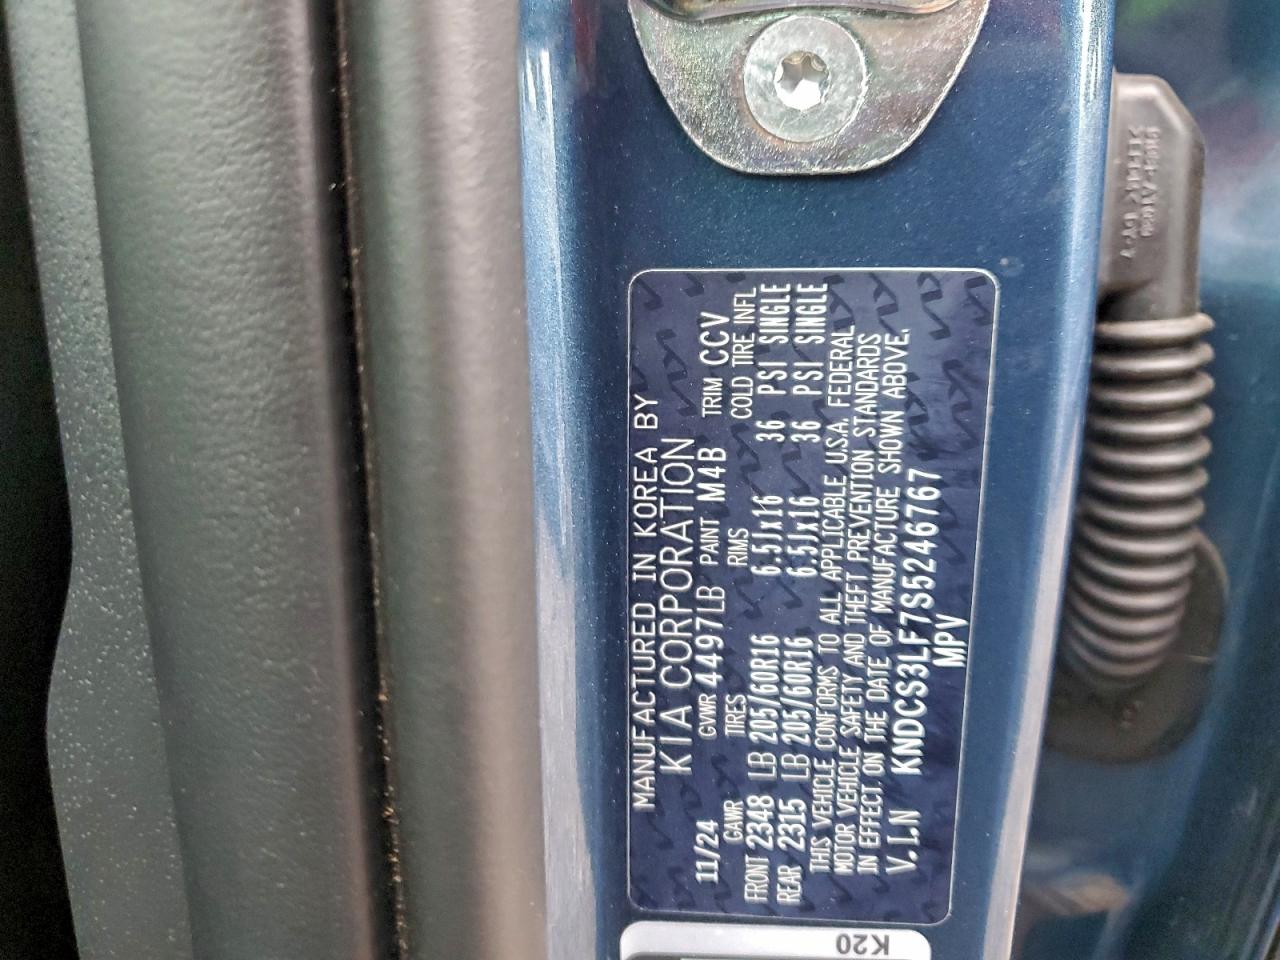 MANUFACTURED IN KOREA BY
KIA CORPORATION
11/24 GVWR 4497LB PAINT M4B TRIM CCV
GAWR TIRES RIMS COLD TIRE INFL
FRONT 2348 LB 205/60R16 6.5Jx16 36 PSI SINGLE
REAR 2315 LB 205/60R16 6.5Jx16 36 PSI SINGLE
THIS VEHICLE CONFORMS TO ALL APPLICABLE U.S.A. FEDERAL
MOTOR VEHICLE SAFETY AND THEFT PREVENTION STANDARDS
IN EFFECT ON THE DATE OF MANUFACTURE SHOWN ABOVE.
V.I.N KNDCS3LF7S5246767
MPV
K20